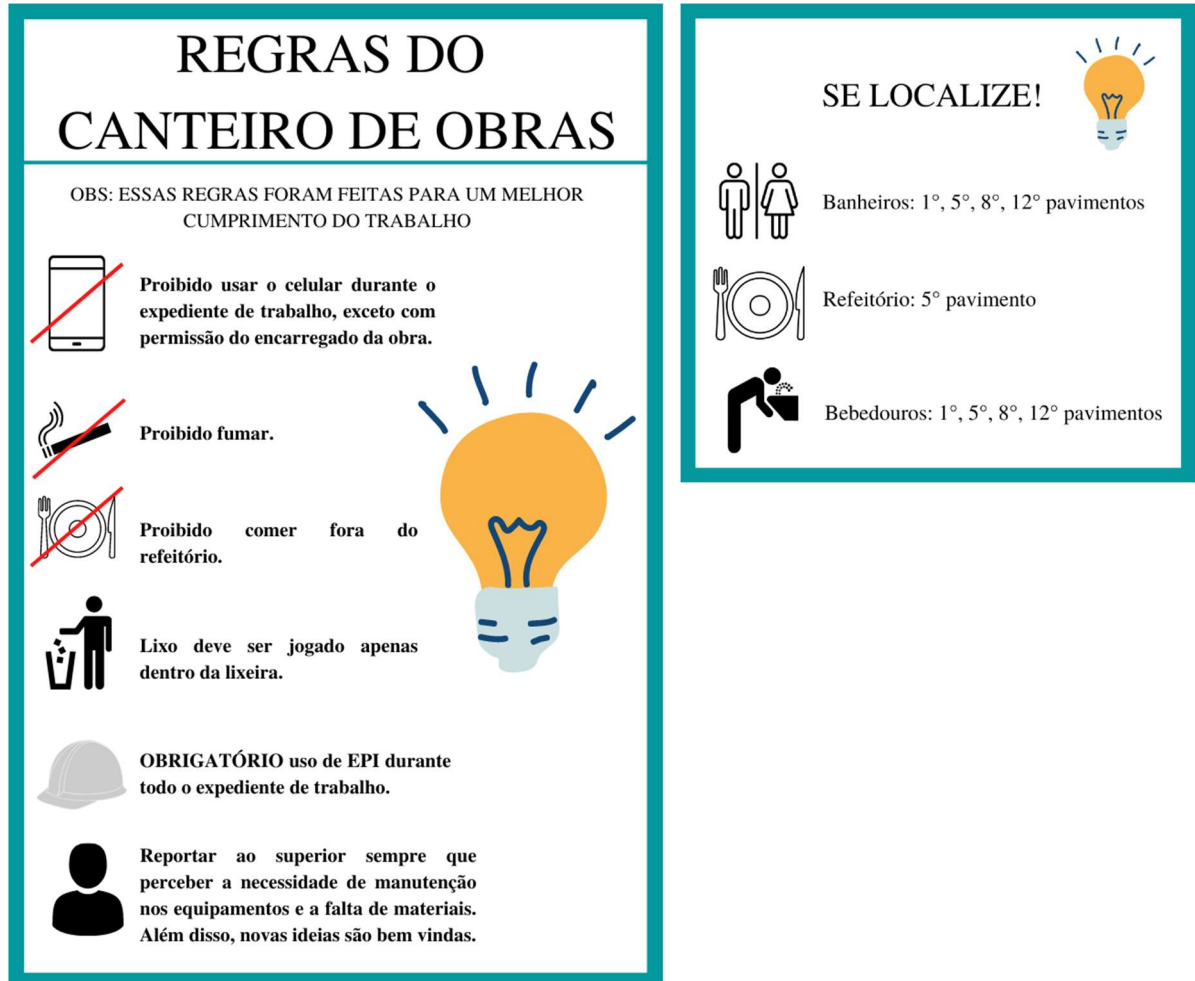 REGRAS DO
CANTEIRO DE OBRAS
OBS: ESSAS REGRAS FORAM FEITAS PARA UM MELHOR
CUMPRIMENTO DO TRABALHO
Proibido usar o celular durante o
expediente de trabalho, exceto com
permissão do encarregado da obra.
Proibido fumar.
Proibido comer fora do
refeitório.
Lixo deve ser jogado apenas
dentro da lixeira.
OBRIGATÓRIO uso de EPI durante
todo o expediente de trabalho.
Reportar ao superior sempre que
perceber a necessidade de manutenção
nos equipamentos e a falta de materiais.
Além disso, novas ideias são bem vindas.
SE LOCALIZE!
Banheiros: 1°, 5°, 8°, 12° pavimentos
Refeitório: 5° pavimento
Bebedouros: 1°, 5°, 8°, 12° pavimentos